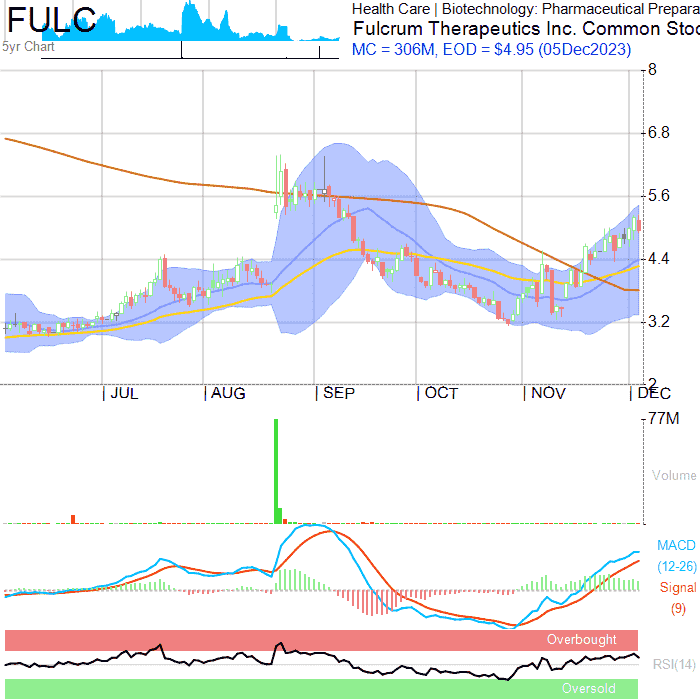 FULC
5yr Chart
Health Care | Biotechnology: Pharmaceutical Prepara
Fulcrum Therapeutics Inc. Common Stoc
MC = 306M, EOD = $4.95 (05Dec2023)
8
6.8
5.6
4.4
3.2
2
JUL AUG SEP OCT NOV DEC
77M
Volume
MACD
(12-26)
Signal
(9)
Overbought
RSI(14)
Oversold